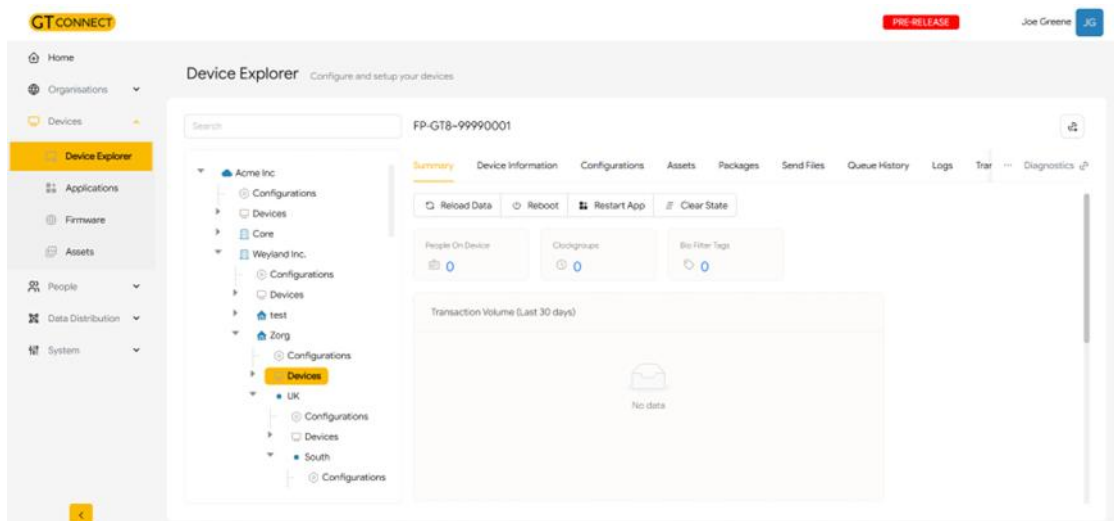 GT CONNECT
PRE-RELEASE
Joe Greene
JG
Home
Organisations
Devices
Device Explorer
Applications
Firmware
Assets
People
Data Distribution
System
Device Explorer
Configure and setup your devices
Search
Acme Inc
Configurations
Devices
Core
Weyland Inc.
Configurations
Devices
test
Zorg
Configurations
Devices
UK
Configurations
Devices
South
Configurations
FP-GT8-99990001
Summary Device Information Configurations Assets Packages Send Files Queue History Logs Trar ··· Diagnostics
Reload Data Reboot Restart App Clear State
People On Device Clockgroups Bio Filter Tags
0 0 0
Transaction Volume (Last 30 days)
No data